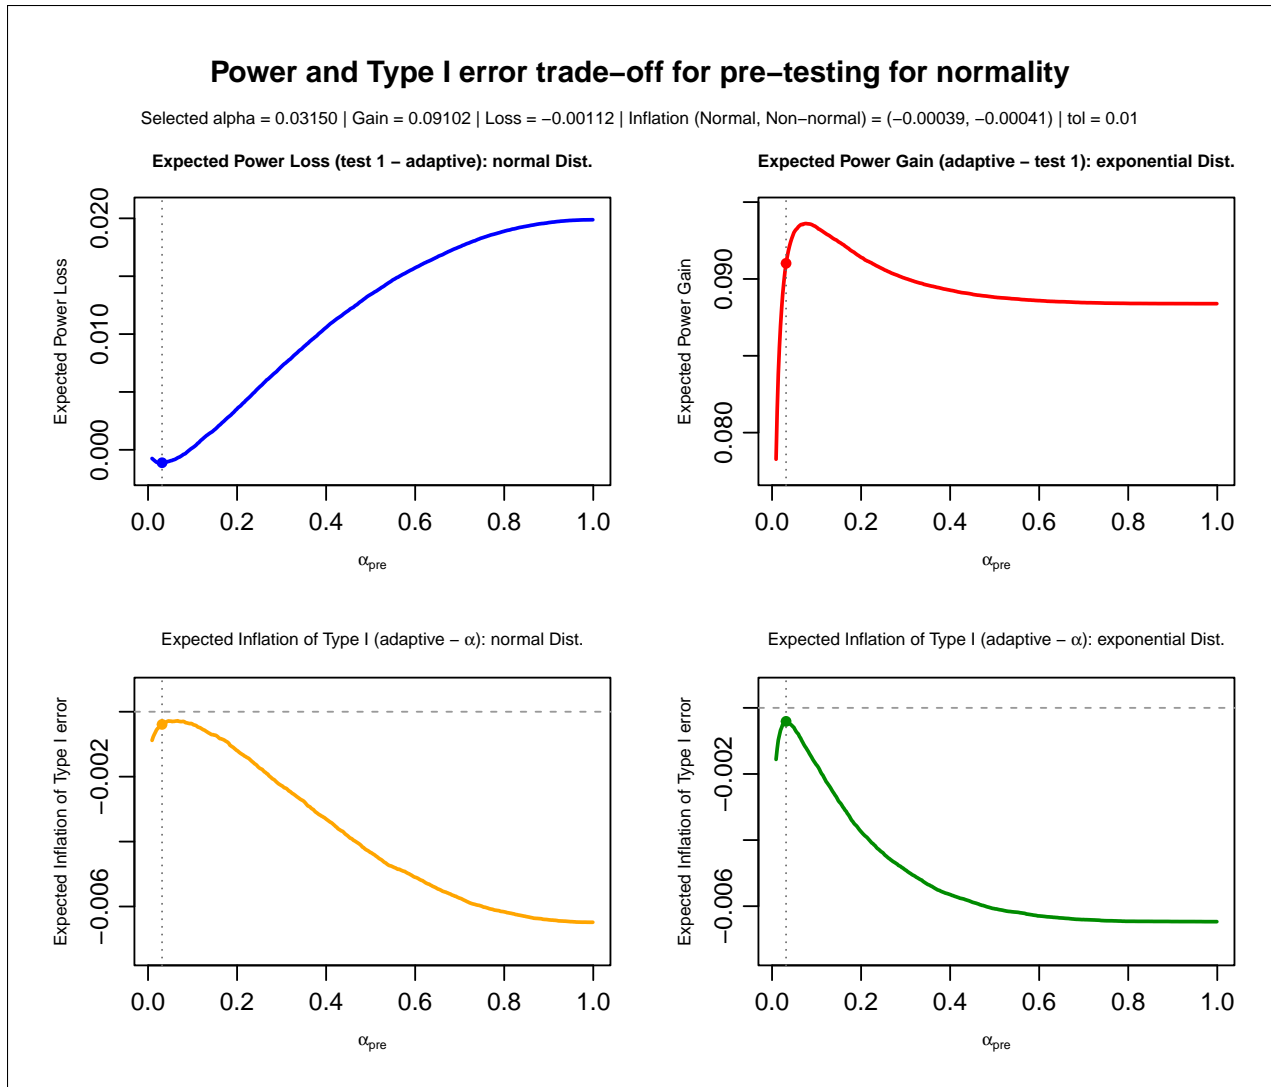 Power and Type I error trade−off for pre−testing for normality
Selected alpha = 0.03150 | Gain = 0.09102 | Loss = −0.00112 | Inflation (Normal, Non−normal) = (−0.00039, −0.00041) | tol = 0.01
Expected Power Loss (test 1 − adaptive): normal Dist.
Expected Power Loss
0.020
0.010
0.000
0.0 0.2 0.4 0.6 0.8 1.0
αpre
Expected Power Gain (adaptive − test 1): exponential Dist.
Expected Power Gain
0.090
0.080
0.0 0.2 0.4 0.6 0.8 1.0
αpre
Expected Inflation of Type I (adaptive − α): normal Dist.
Expected Inflation of Type I error
−0.002
−0.006
0.0 0.2 0.4 0.6 0.8 1.0
αpre
Expected Inflation of Type I (adaptive − α): exponential Dist.
Expected Inflation of Type I error
−0.002
−0.006
0.0 0.2 0.4 0.6 0.8 1.0
αpre